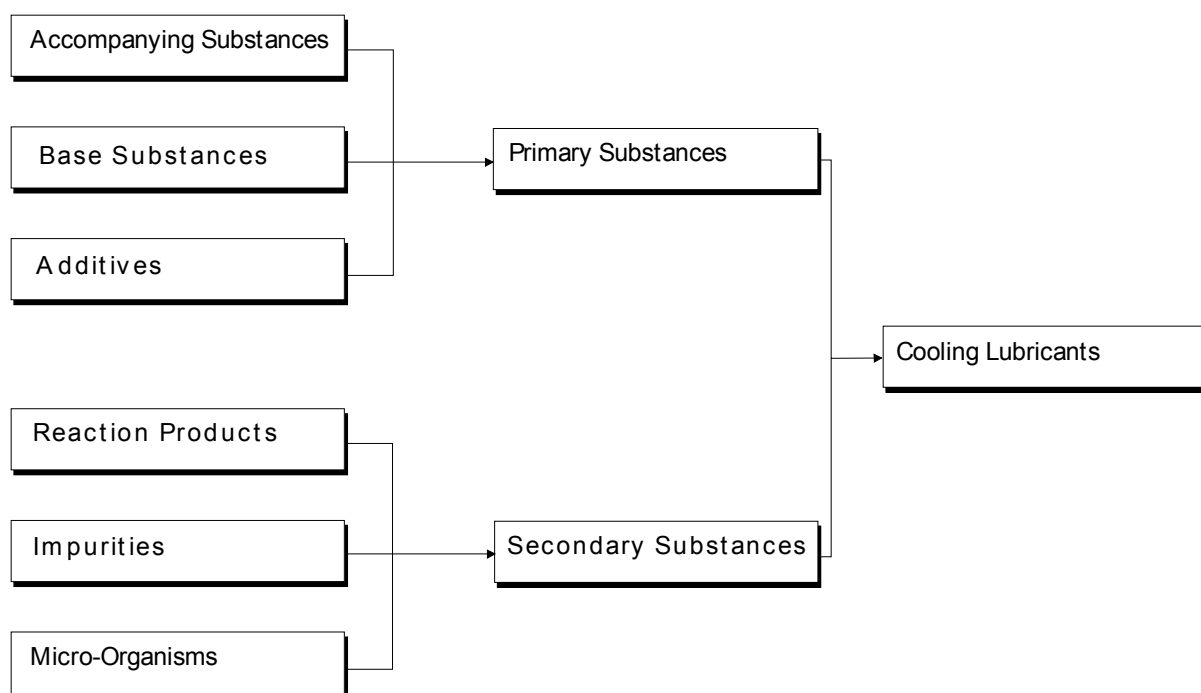 Accompanying Substances
Base Substances
Additives
Primary Substances
Cooling Lubricants
Reaction Products
Impurities
Micro-Organisms
Secondary Substances